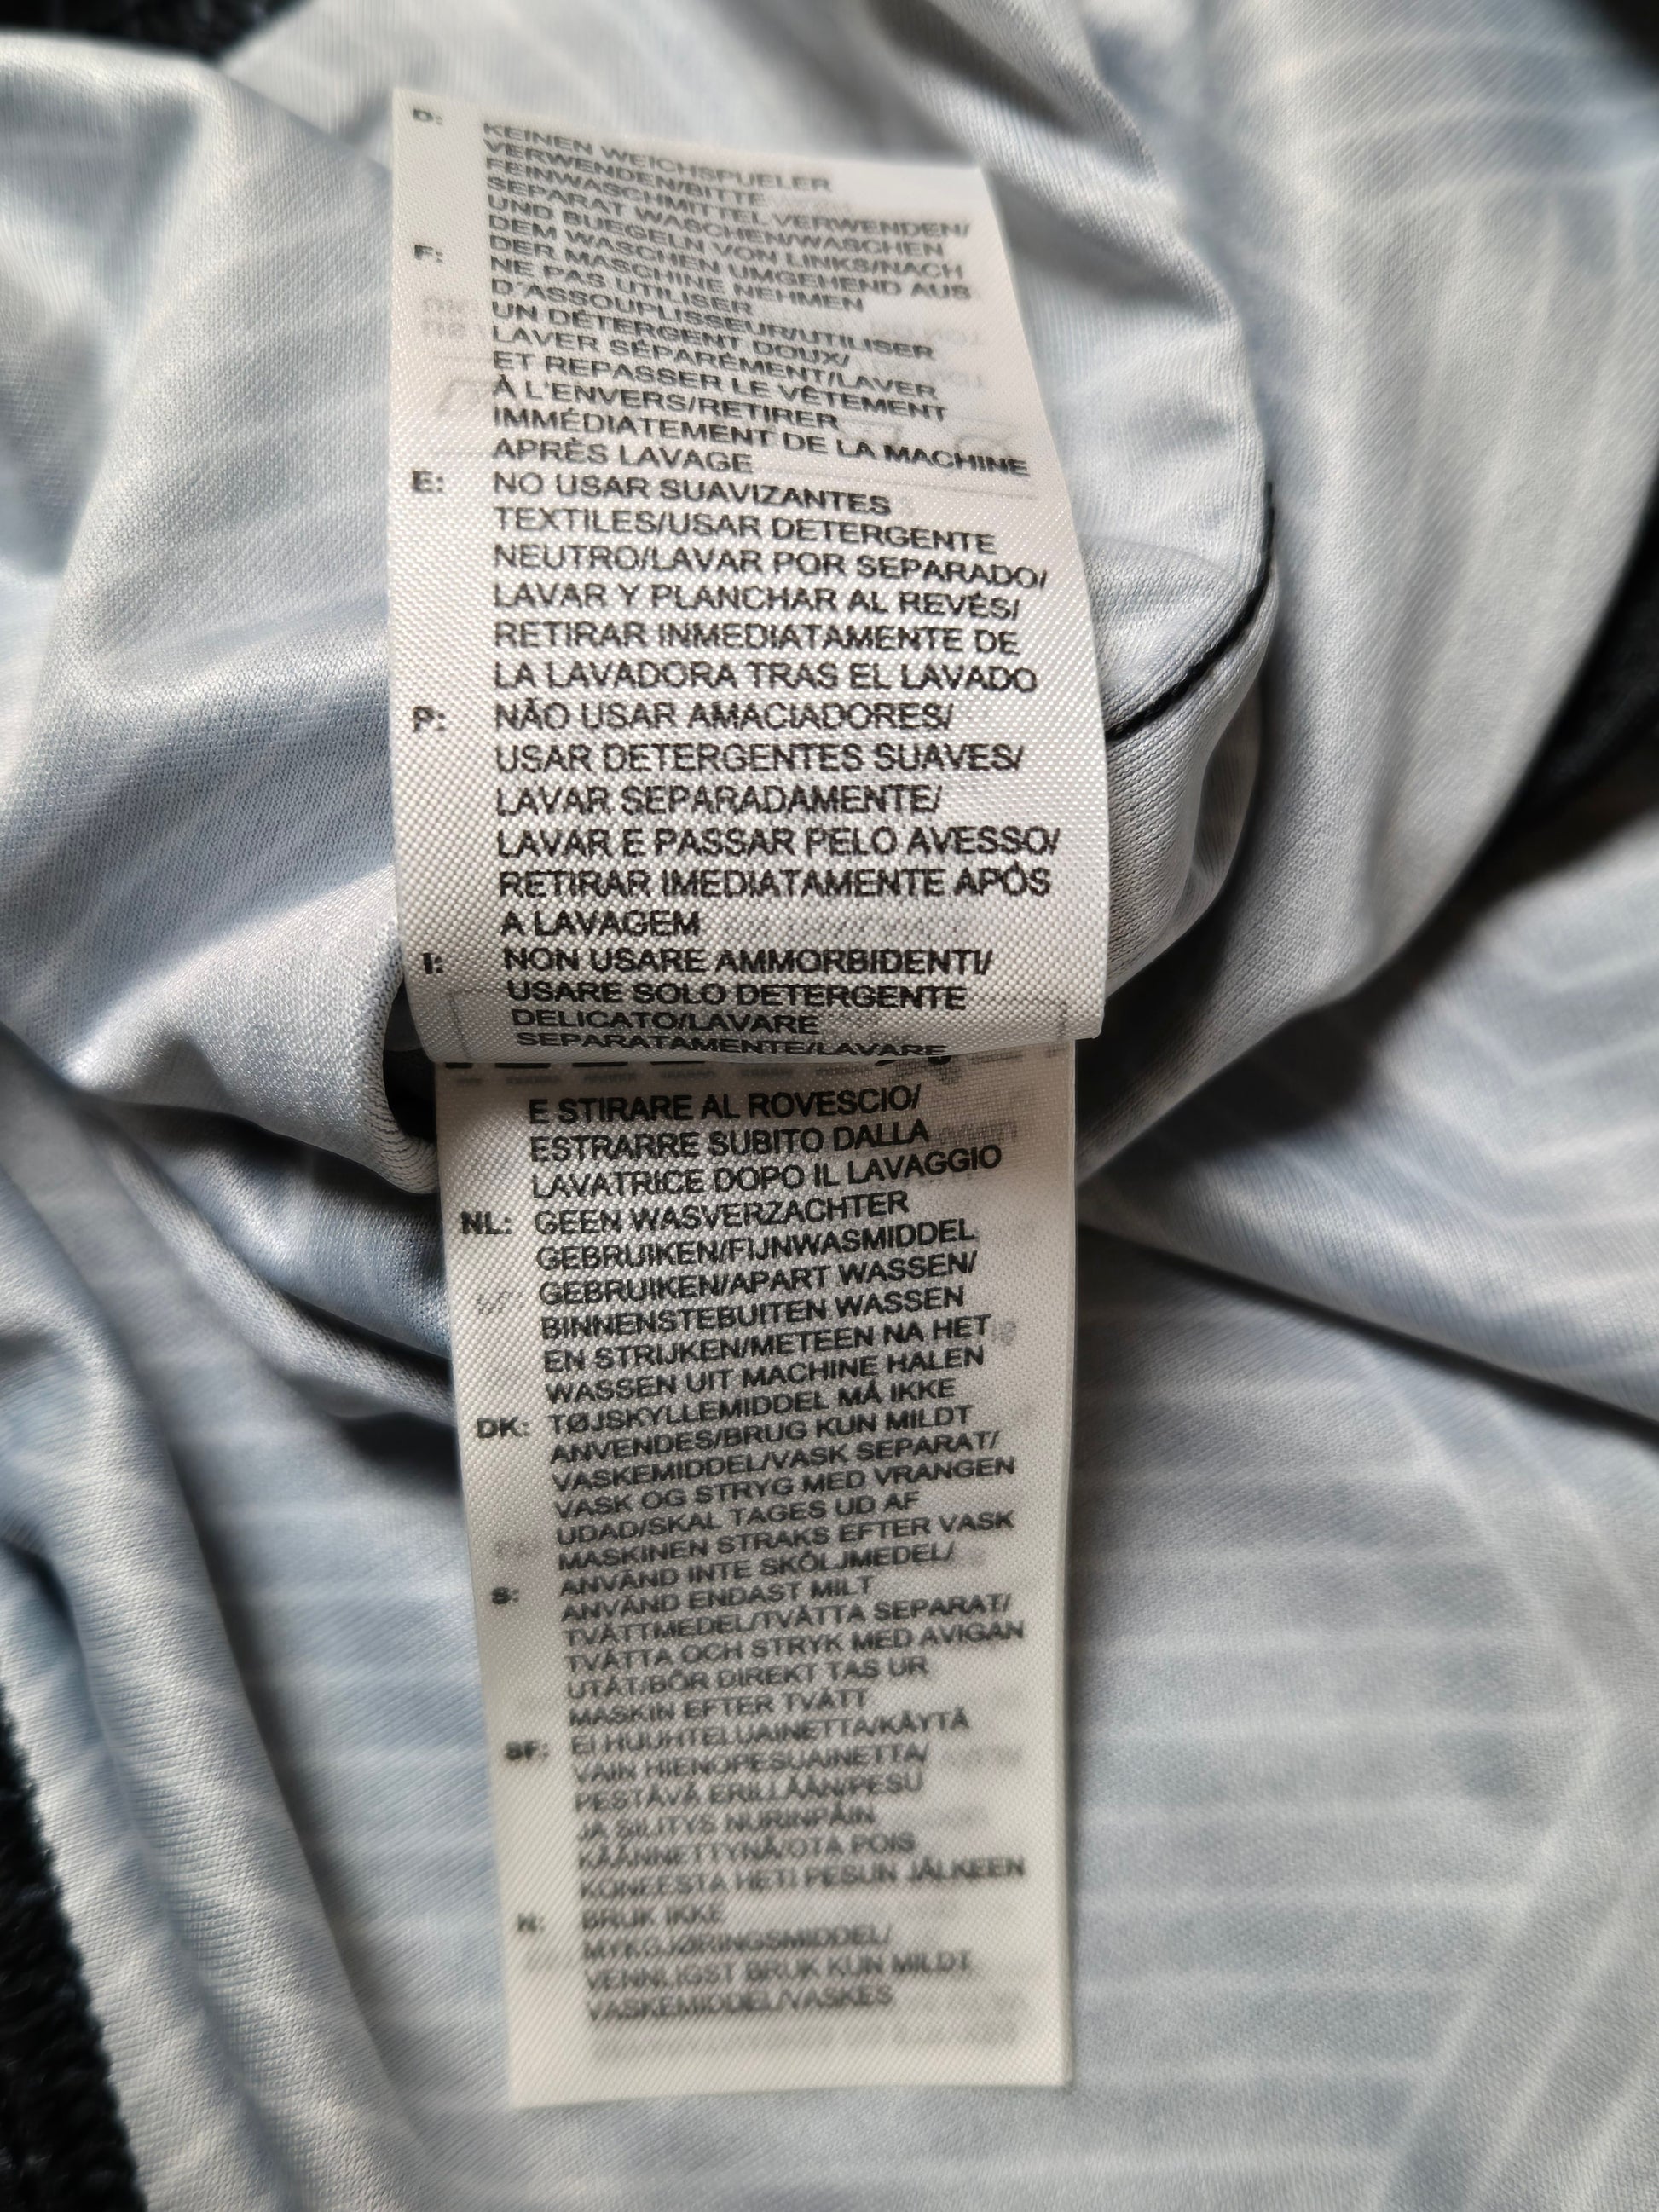 D: KEINEN WEICHSPUELER
VERWENDEN/BITTE
FEINWASCHMITTEL VERWENDEN/
SEPARAT WASCHEN/WASCHEN
UND BUEGELN VON LINKS/NACH
DEM WASCHEN UMGEHEND AUS
DER MASCHINE NEHMEN
F: NE PAS UTILISER
D'ASSOUPLISSEUR/UTILISER
UN DÉTERGENT DOUX/
LAVER SÉPARÉMENT/LAVER
ET REPASSER LE VÊTEMENT
À L'ENVERS/RETIRER
IMMÉDIATEMENT DE LA MACHINE
APRÈS LAVAGE
E: NO USAR SUAVIZANTES
TEXTILES/USAR DETERGENTE
NEUTRO/LAVAR POR SEPARADO/
LAVAR Y PLANCHAR AL REVÉS/
RETIRAR INMEDIATAMENTE DE
LA LAVADORA TRAS EL LAVADO
P: NÃO USAR AMACIADORES/
USAR DETERGENTES SUAVES/
LAVAR SEPARADAMENTE/
LAVAR E PASSAR PELO AVESSO/
RETIRAR IMEDIATAMENTE APÓS
A LAVAGEM
I: NON USARE AMMORBIDENTI/
USARE SOLO DETERGENTE
DELICATO/LAVARE
SEPARATAMENTE/LAVARE
E STIRARE AL ROVESCIO/
ESTRARRE SUBITO DALLA
LAVATRICE DOPO IL LAVAGGIO
NL: GEEN WASVERZACHTER
GEBRUIKEN/FIJNWASMIDDEL
GEBRUIKEN/APART WASSEN/
BINNENSTEBUITEN WASSEN
EN STRIJKEN/METEEN NA HET
WASSEN UIT MACHINE HALEN
DK: TØJSKYLLEMIDDEL MÅ IKKE
ANVENDES/BRUG KUN MILDT
VASKEMIDDEL/VASK SEPARAT/
VASK OG STRYG MED VRANGEN
UDAD/SKAL TAGES UD AF
MASKINEN STRAKS EFTER VASK
S: ANVÄND INTE SKÖLJMEDEL/
ANVÄND ENDAST MILT
TVÄTTMEDEL/TVÄTTA SEPARAT/
TVÄTTA OCH STRYK MED AVIGAN
UTÅT/BÖR DIREKT TAS UR
MASKIN EFTER TVÄTT
SF: EI HUUHTELUAINETTA/KÄYTÄ
VAIN HIENOPESUAINETTA/
PESTÄVÄ ERILLÄÄN/PESU
JA SILITYS NURINPÄIN
KÄÄNNETTYNÄ/OTA POIS
KONEESTA HETI PESUN JÄLKEEN
N: BRUK IKKE
MYKGJØRINGSMIDDEL/
VENNLIGST BRUK KUN MILDT
VASKEMIDDEL/VASKES